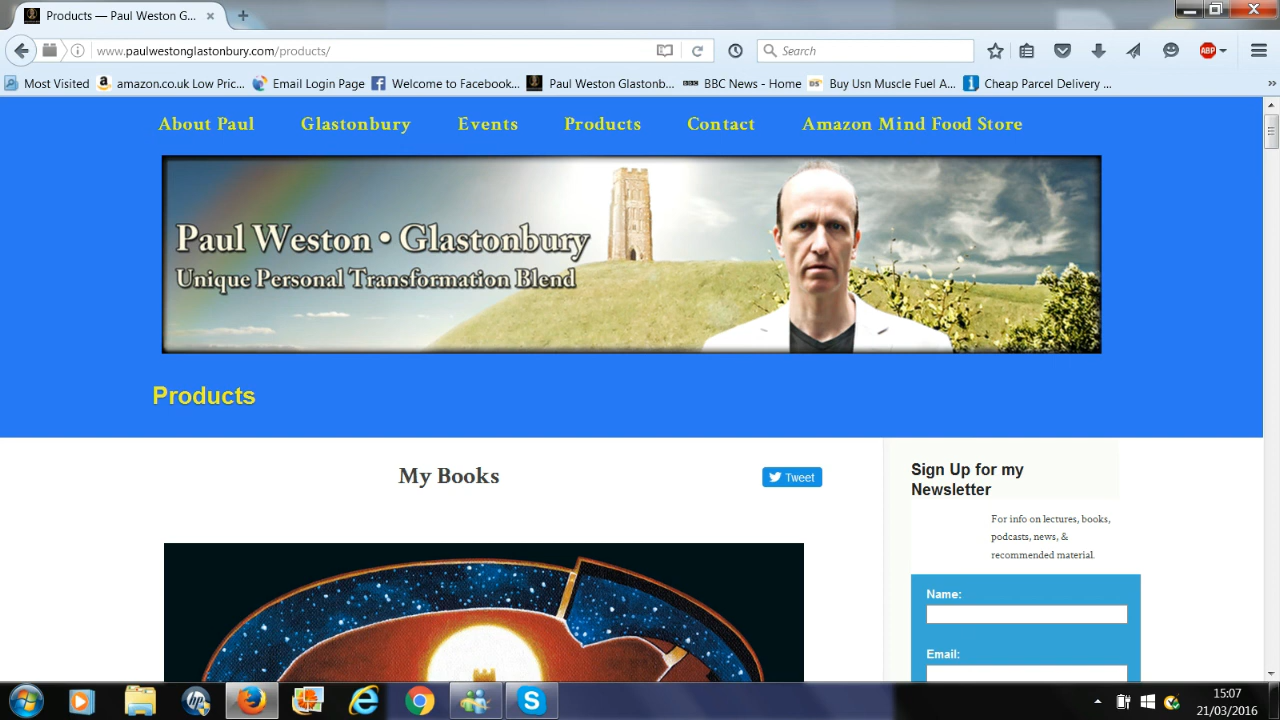 Products — Paul Weston G...
www.paulwestonglastonbury.com/products/
Search
ABP
Most Visited
amazon.co.uk Low Pric...
Email Login Page
Welcome to Facebook...
Paul Weston Glastonb...
BBC News - Home
Buy Usn Muscle Fuel A...
Cheap Parcel Delivery ...
About Paul
Glastonbury
Events
Products
Contact
Amazon Mind Food Store
Paul Weston • Glastonbury
Unique Personal Transformation Blend
Products
My Books
Tweet
Sign Up for my
Newsletter
For info on lectures, books,
podcasts, news, &
recommended material.
Name:
Email:
15:07
21/03/2016